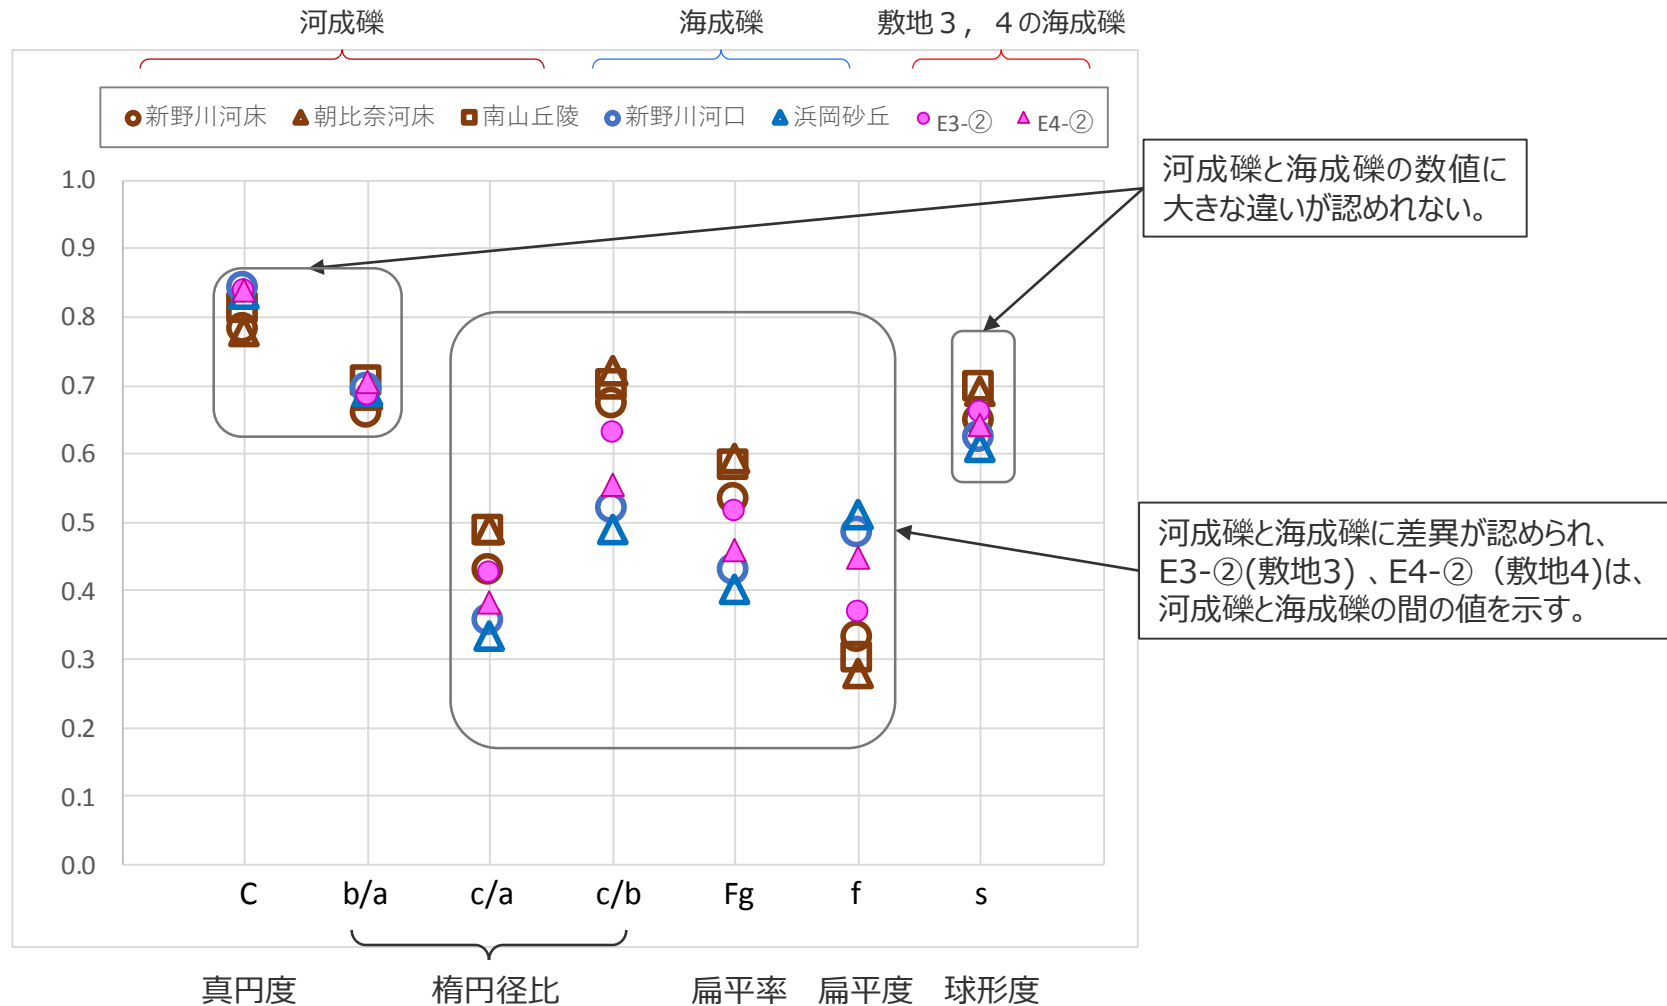 河成礫
海成礫
敷地3，4の海成礫
新野川河床 朝比奈河床 南山丘陵 新野川河口 浜岡砂丘 E3-② E4-②
河成礫と海成礫の数値に
大きな違いが認めれない。
1.0
0.9
0.8
0.7
0.6
0.5
0.4
0.3
0.2
0.1
0.0
河成礫と海成礫に差異が認められ、
E3-②(敷地3) 、E4-② （敷地4)は、
河成礫と海成礫の間の値を示す。
C b/a c/a c/b Fg f s
真円度 楕円径比 扁平率 扁平度 球形度